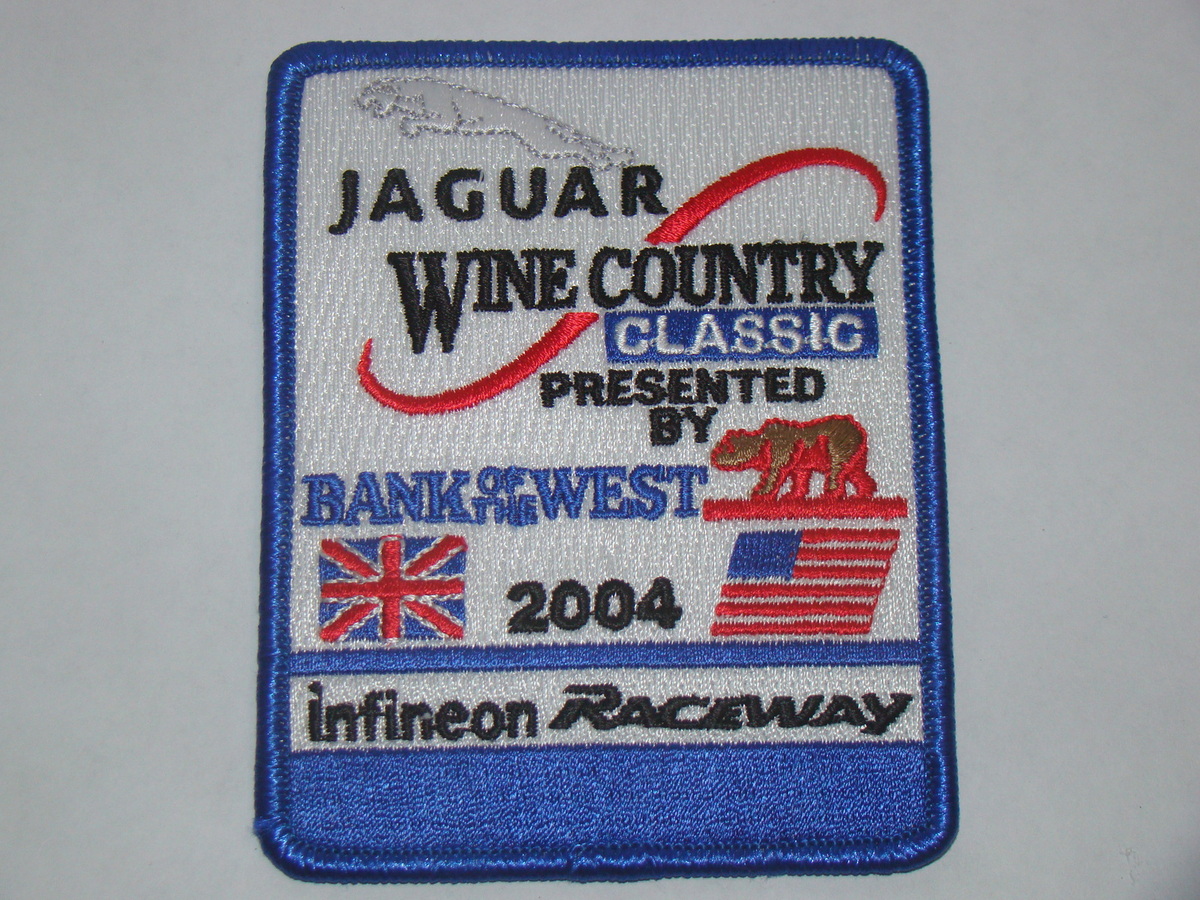 JAGUAR
WINE COUNTRY
CLASSIC
PRESENTED
BY
BANK OF THE WEST
2004
infineon RACEWAY